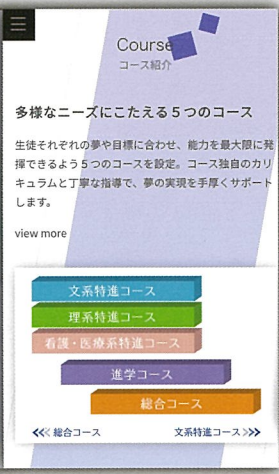 Course
コース紹介
多様なニーズにこたえる５つのコース
生徒それぞれの夢や目標に合わせ、能力を最大限に発
揮できるよう５つのコースを設定。コース独自のカリ
キュラムと丁寧な指導で、夢の実現を手厚くサポート
します。
view more
文系特進コース
理系特進コース
看護・医療系特進コース
進学コース
総合コース
<<< 総合コース 文系特進コース >>>